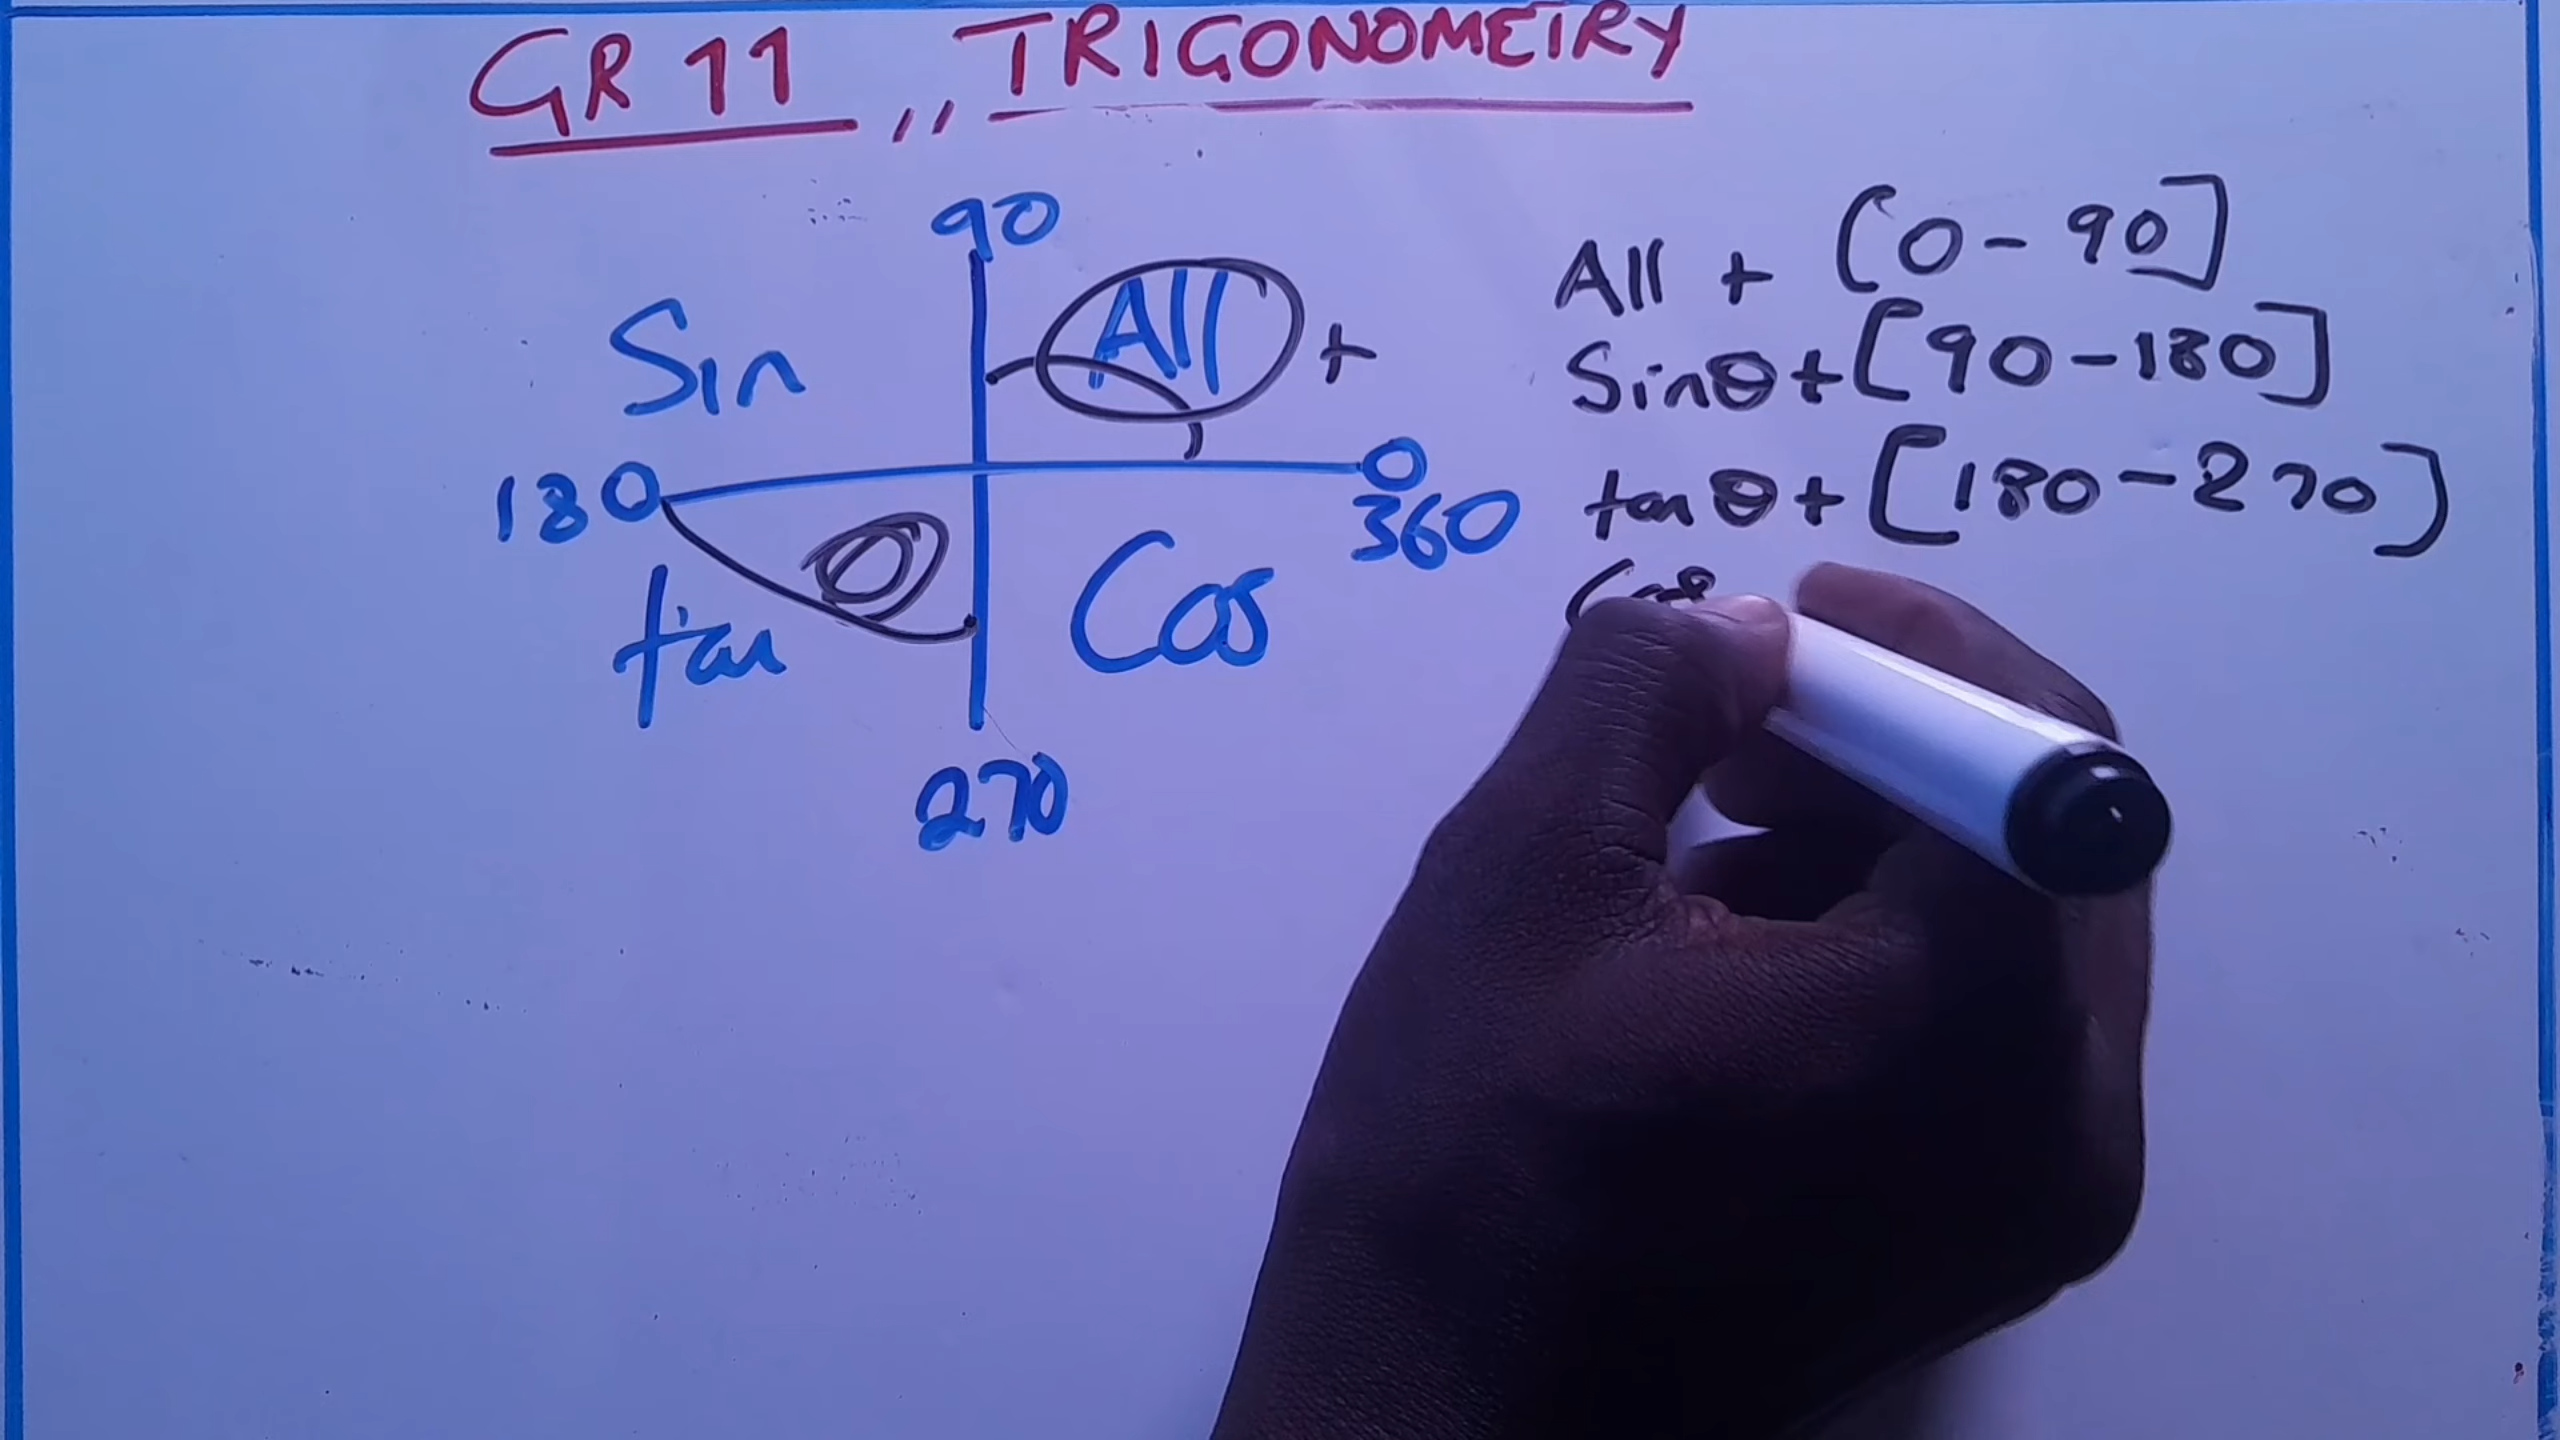 GR 11 ,, TRIGONOMETRY
90
Sin All +
180 0
360
tan Cos
270
All + [0-90]
Sinθ + [90-180]
tanθ + [180-270]
Cos